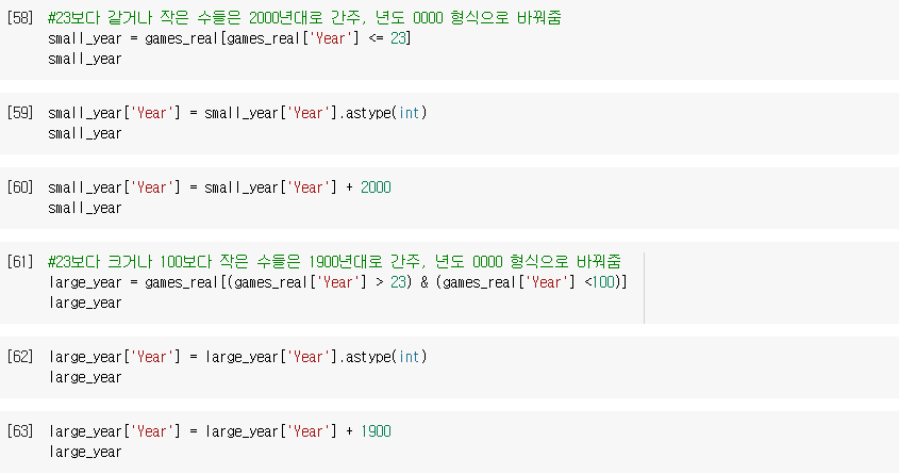 [58] #23보다 같거나 작은 수들은 2000년대로 간주, 년도 0000 형식으로 바꿔줌
small_year = games_real[games_real['Year'] <= 23]
small_year
[59] small_year['Year'] = small_year['Year'].astype(int)
small_year
[60] small_year['Year'] = small_year['Year'] + 2000
small_year
[61] #23보다 크거나 100보다 작은 수들은 1900년대로 간주, 년도 0000 형식으로 바꿔줌
large_year = games_real[(games_real['Year'] > 23) & (games_real['Year'] <100)]
large_year
[62] large_year['Year'] = large_year['Year'].astype(int)
large_year
[63] large_year['Year'] = large_year['Year'] + 1900
large_year